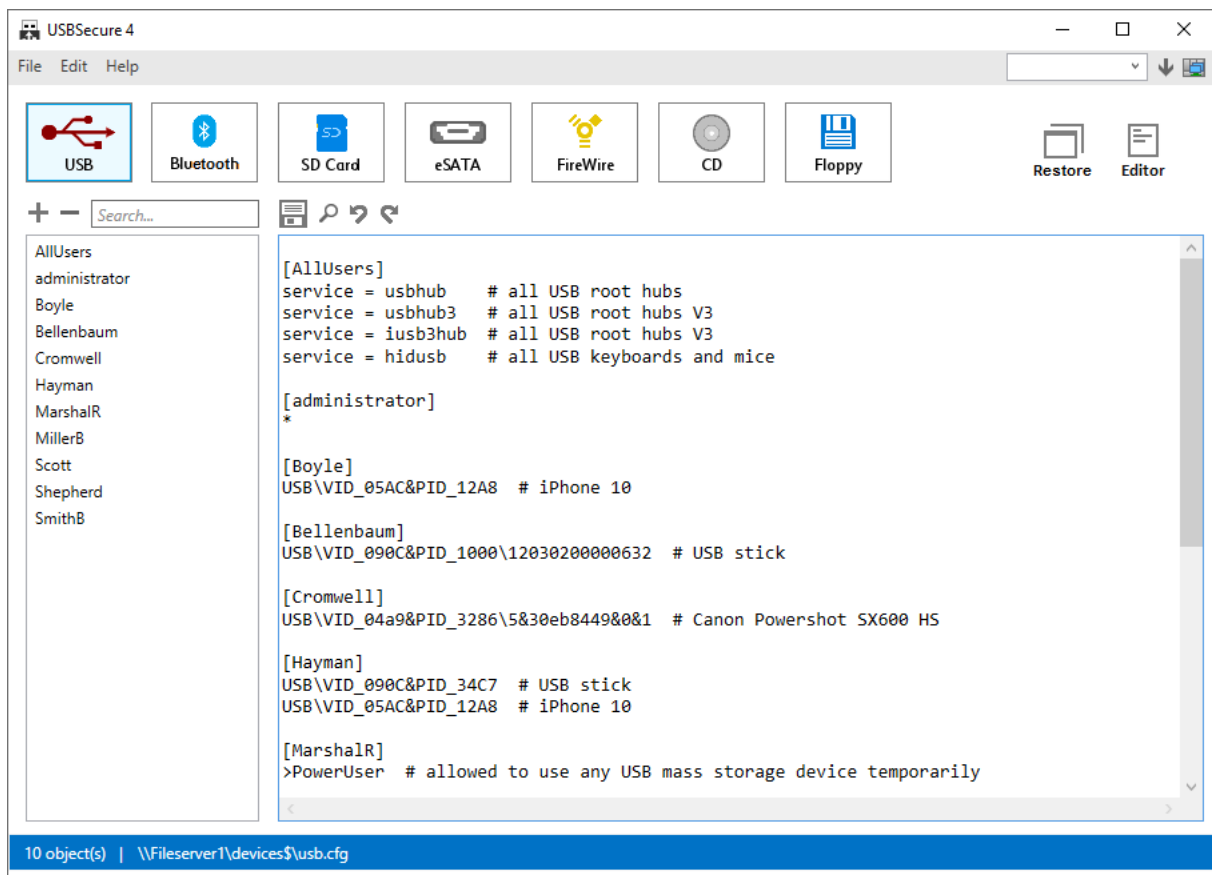 USBSecure 4
File Edit Help
USB
Bluetooth
SD
SD Card
eSATA
FireWire
CD
Floppy
Restore
Editor
Search...
AllUsers
administrator
Boyle
Bellenbaum
Cromwell
Hayman
MarshalR
MillerB
Scott
Shepherd
SmithB
[AllUsers]
service = usbhub # all USB root hubs
service = usbhub3 # all USB root hubs V3
service = iusb3hub # all USB root hubs V3
service = hidusb # all USB keyboards and mice
[administrator]
*
[Boyle]
USB\VID_05AC&PID_12A8 # iPhone 10
[Bellenbaum]
USB\VID_090C&PID_1000\12030200000632 # USB stick
[Cromwell]
USB\VID_04a9&PID_3286\5&30eb8449&0&1 # Canon Powershot SX600 HS
[Hayman]
USB\VID_090C&PID_34C7 # USB stick
USB\VID_05AC&PID_12A8 # iPhone 10
[MarshalR]
>PowerUser # allowed to use any USB mass storage device temporarily
10 object(s) | \\Fileserver1\devices$\usb.cfg